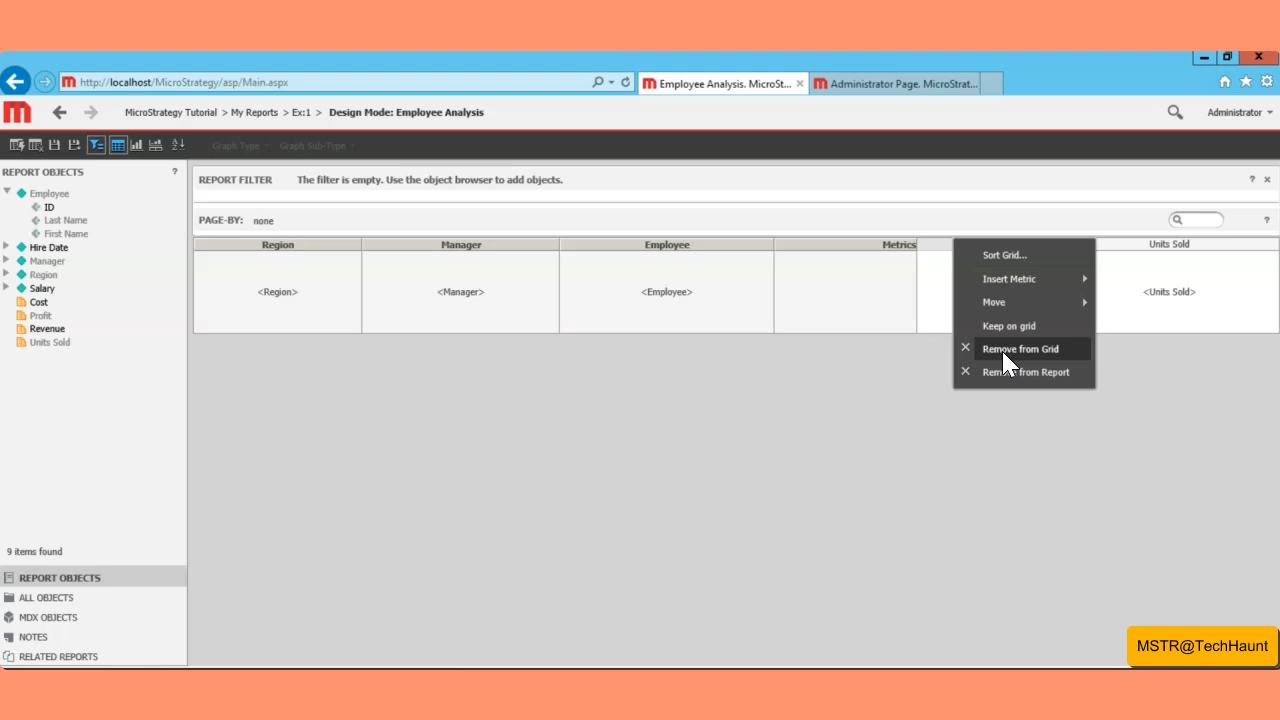 http://localhost/MicroStrategy/asp/Main.aspx
Employee Analysis. MicroSt...
Administrator Page. MicroStrat...
MicroStrategy Tutorial > My Reports > Ex:1 > Design Mode: Employee Analysis
Administrator
Graph Type
Graph Sub-Type
REPORT OBJECTS ?
Employee
ID
Last Name
First Name
Hire Date
Manager
Region
Salary
Cost
Profit
Revenue
Units Sold
9 items found
REPORT OBJECTS
ALL OBJECTS
MDX OBJECTS
NOTES
RELATED REPORTS
REPORT FILTER The filter is empty. Use the object browser to add objects. ?
PAGE-BY: none ?
Region Manager Employee Metrics Units Sold
<Region> <Manager> <Employee> <Units Sold>
Sort Grid...
Insert Metric
Move
Keep on grid
Remove from Grid
from Report
MSTR@TechHaunt